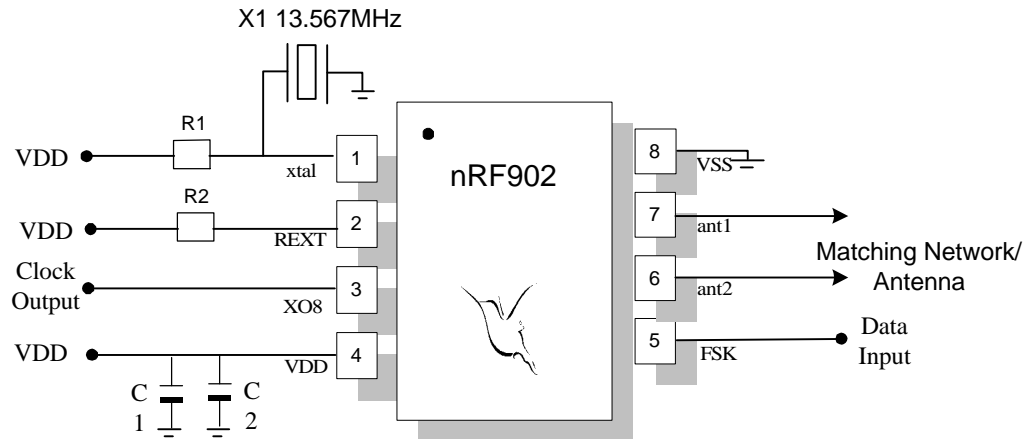 X1 13.567MHz
R1
VDD
xtal
1
R2
VDD
REXT
2
Clock
Output
XO8
3
VDD
VDD
4
C
1
C
2
nRF902
8
VSS
7
ant1
6
ant2
Matching Network/
Antenna
5
FSK
Data
Input